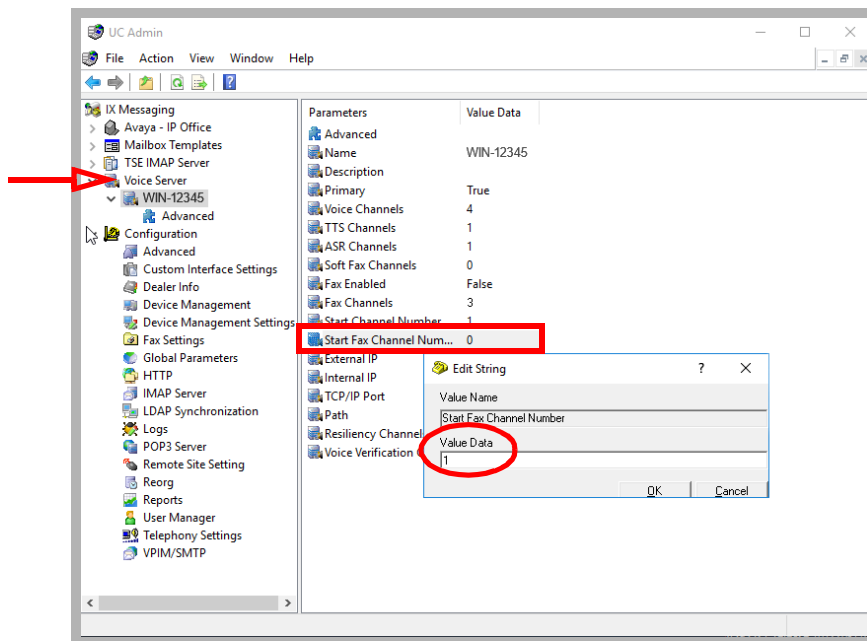 UC Admin
File Action View Window Help
IX Messaging
Avaya - IP Office
Mailbox Templates
TSE IMAP Server
Voice Server
WIN-12345
Advanced
Configuration
Advanced
Custom Interface Settings
Dealer Info
Device Management
Device Management Settings
Fax Settings
Global Parameters
HTTP
IMAP Server
LDAP Synchronization
Logs
POP3 Server
Remote Site Setting
Reorg
Reports
User Manager
Telephony Settings
VPIM/SMTP
Parameters Value Data
Advanced
Name WIN-12345
Description
Primary True
Voice Channels 4
TTS Channels 1
ASR Channels 1
Soft Fax Channels 0
Fax Enabled False
Fax Channels 3
Start Channel Number 1
Start Fax Channel Num... 0
External IP
Internal IP
TCP/IP Port
Path
Resiliency Channel
Voice Verification
Edit String ?
Value Name
Start Fax Channel Number
Value Data
1
OK Cancel